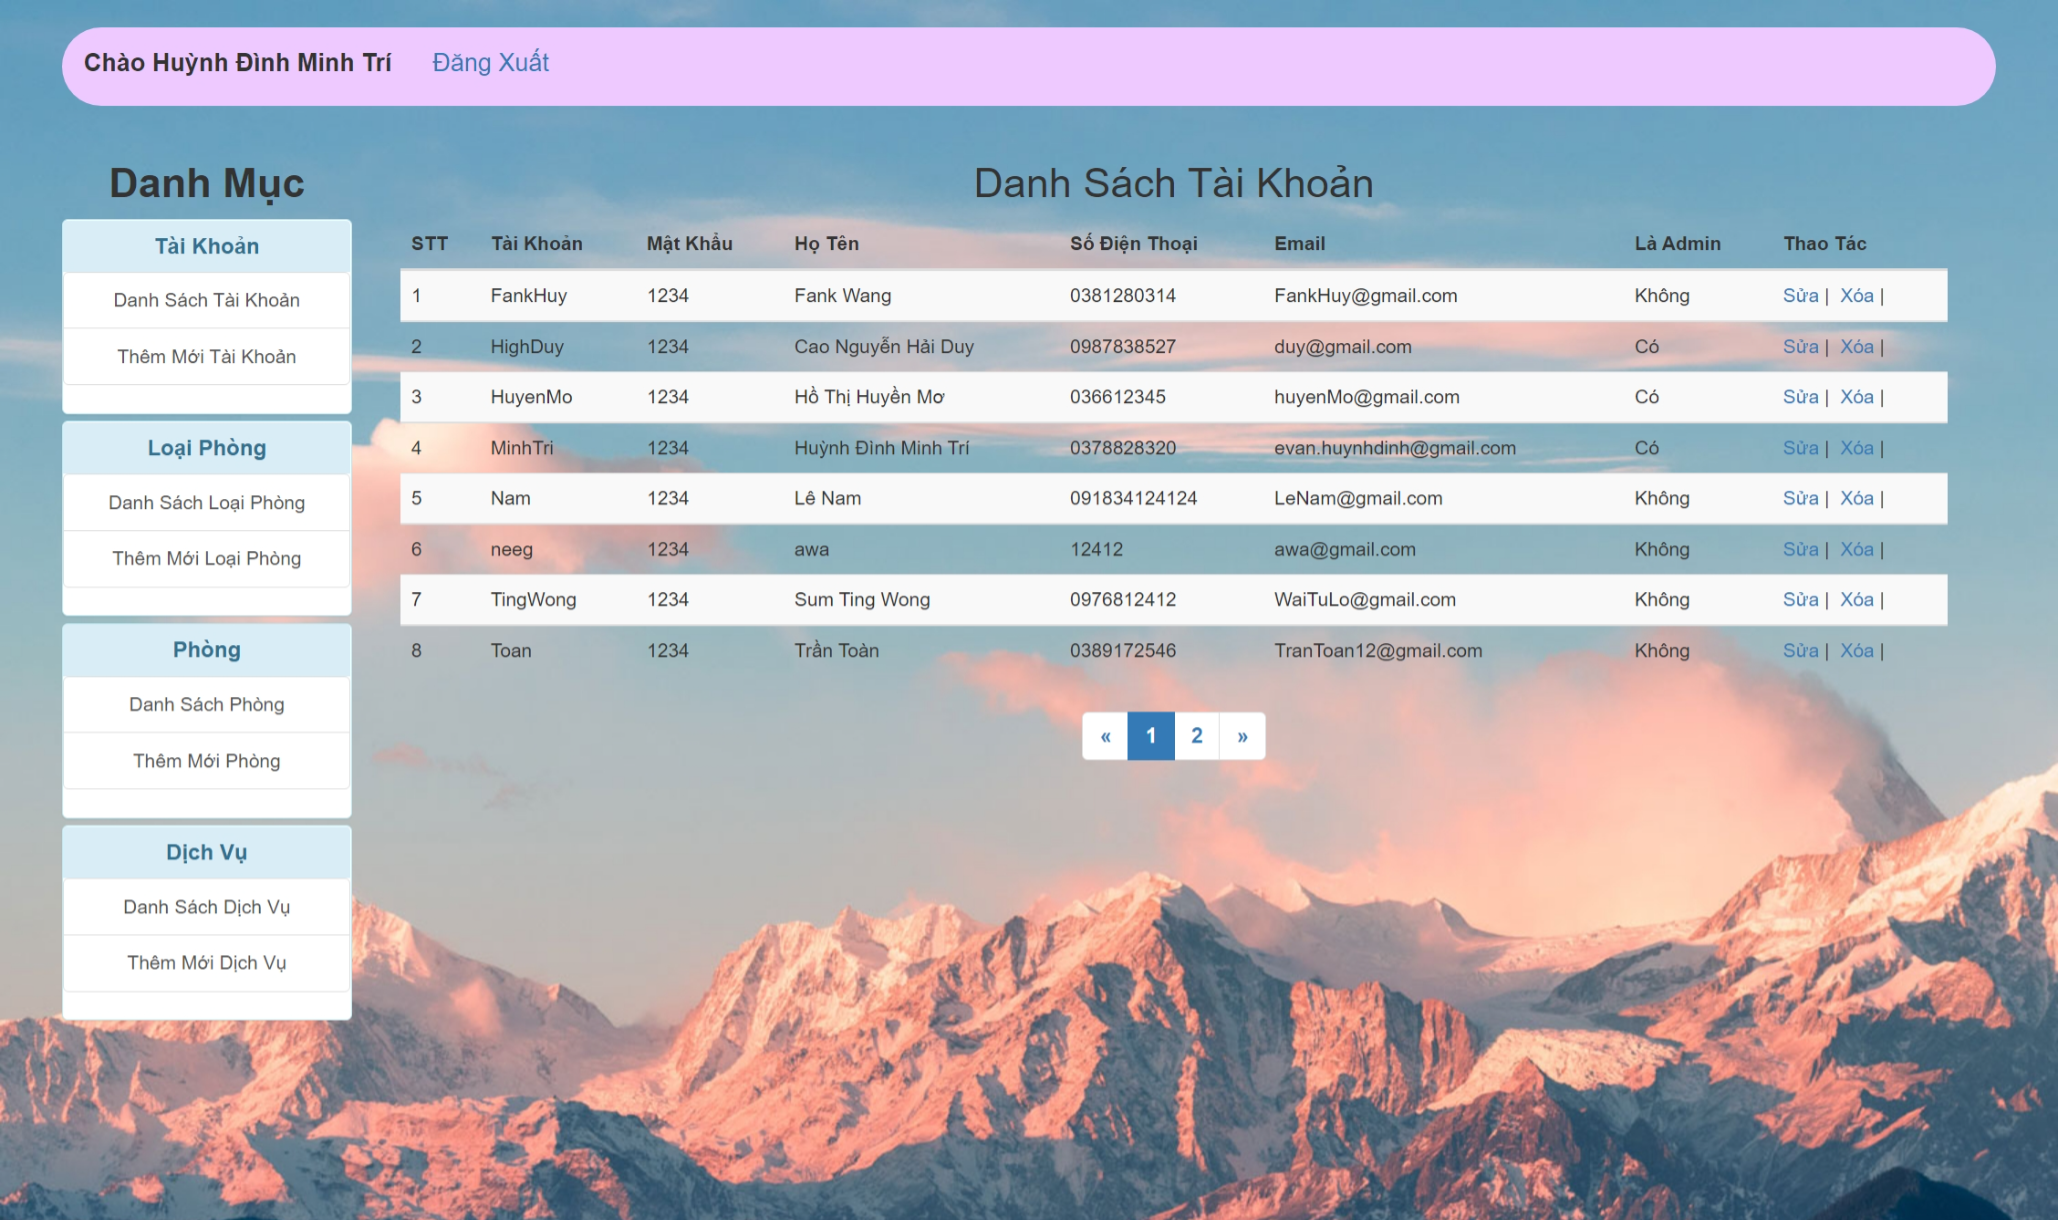 Chào Huỳnh Đình Minh Trí Đăng Xuất
Danh Mục
Tài Khoản
Danh Sách Tài Khoản
Thêm Mới Tài Khoản
Loại Phòng
Danh Sách Loại Phòng
Thêm Mới Loại Phòng
Phòng
Danh Sách Phòng
Thêm Mới Phòng
Dịch Vụ
Danh Sách Dịch Vụ
Thêm Mới Dịch Vụ
Danh Sách Tài Khoản
STT Tài Khoản Mật Khẩu Họ Tên Số Điện Thoại Email Là Admin Thao Tác
1 FankHuy 1234 Fank Wang 0381280314 FankHuy@gmail.com Không Sửa | Xóa |
2 HighDuy 1234 Cao Nguyễn Hải Duy 0987838527 duy@gmail.com Có Sửa | Xóa |
3 HuyenMo 1234 Hồ Thị Huyền Mơ 036612345 huyenMo@gmail.com Có Sửa | Xóa |
4 MinhTri 1234 Huỳnh Đình Minh Trí 0378828320 evan.huynhdinh@gmail.com Có Sửa | Xóa |
5 Nam 1234 Lê Nam 091834124124 LeNam@gmail.com Không Sửa | Xóa |
6 neeg 1234 awa 12412 awa@gmail.com Không Sửa | Xóa |
7 TingWong 1234 Sum Ting Wong 0976812412 WaiTuLo@gmail.com Không Sửa | Xóa |
8 Toan 1234 Trần Toàn 0389172546 TranToan12@gmail.com Không Sửa | Xóa |
« 1 2 »